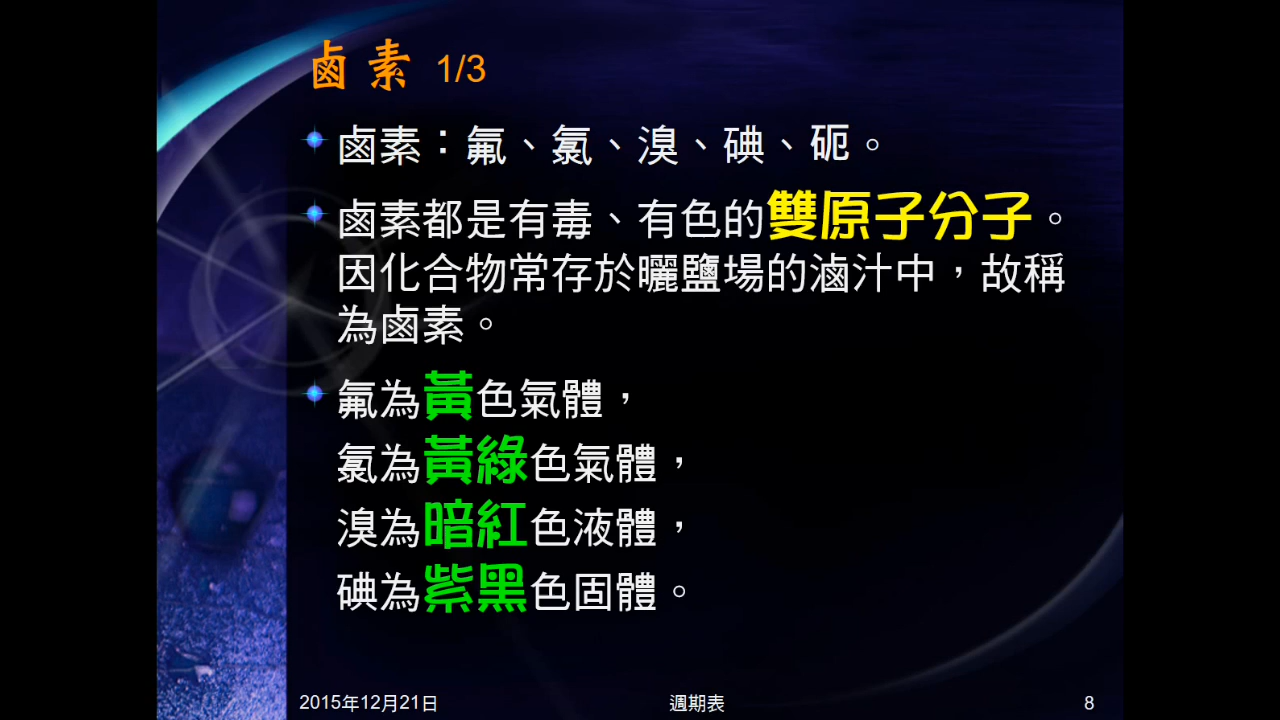 鹵素 1/3
鹵素：氟、氯、溴、碘、砈。
鹵素都是有毒、有色的雙原子分子。
因化合物常存於曬鹽場的滷汁中，故稱
為鹵素。
氟為黃色氣體，
氯為黃綠色氣體，
溴為暗紅色液體，
碘為紫黑色固體。
2015年12月21日
週期表
8